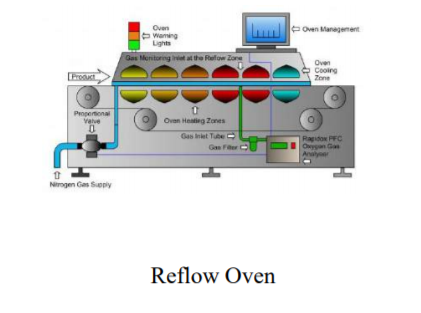 Oven
Warning
Lights
Oven Management
Gas Monitoring Inlet at the Reflow Zone
Oven
Cooling
Zone
Product
Proportional
Valve
Oven Heating Zones
Gas Inlet Tube
Gas Filter
Rapidox PFC
Oxygen Gas
Analyser
Nitrogen Gas Supply
Reflow Oven